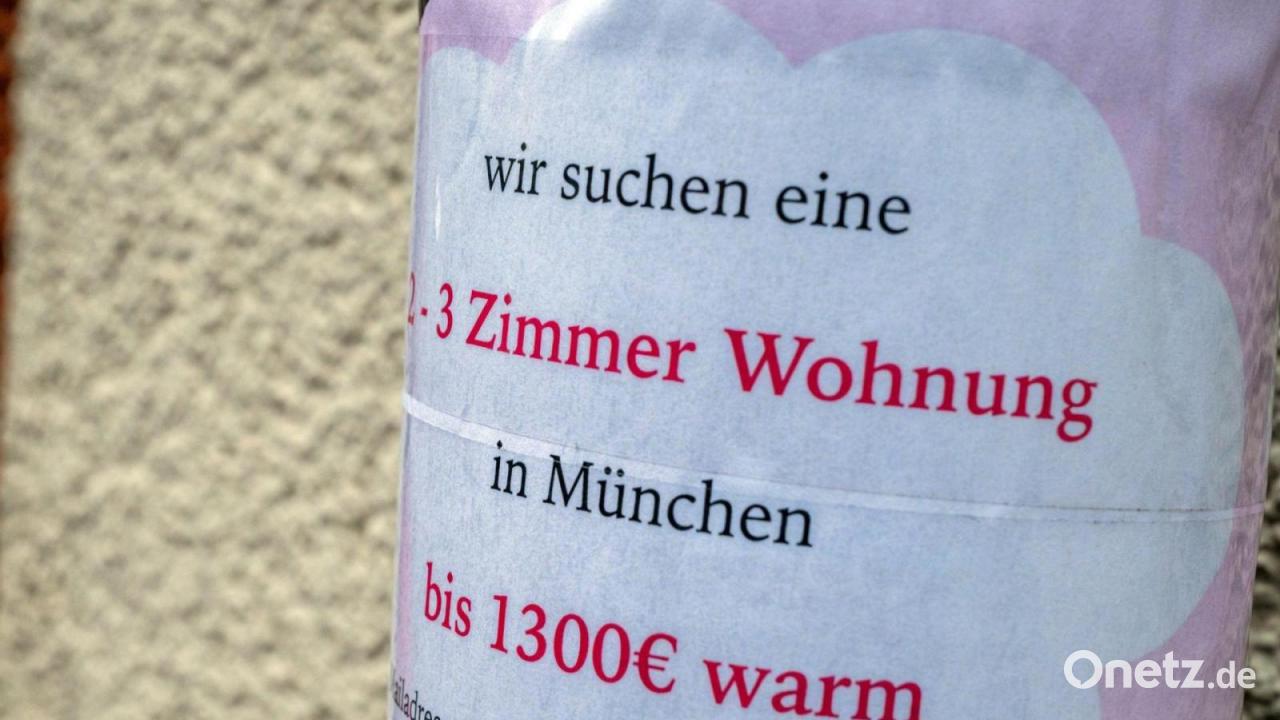 wir suchen eine
2-3 Zimmer Wohnung
in München
bis 1300€ warm
Onetz.de